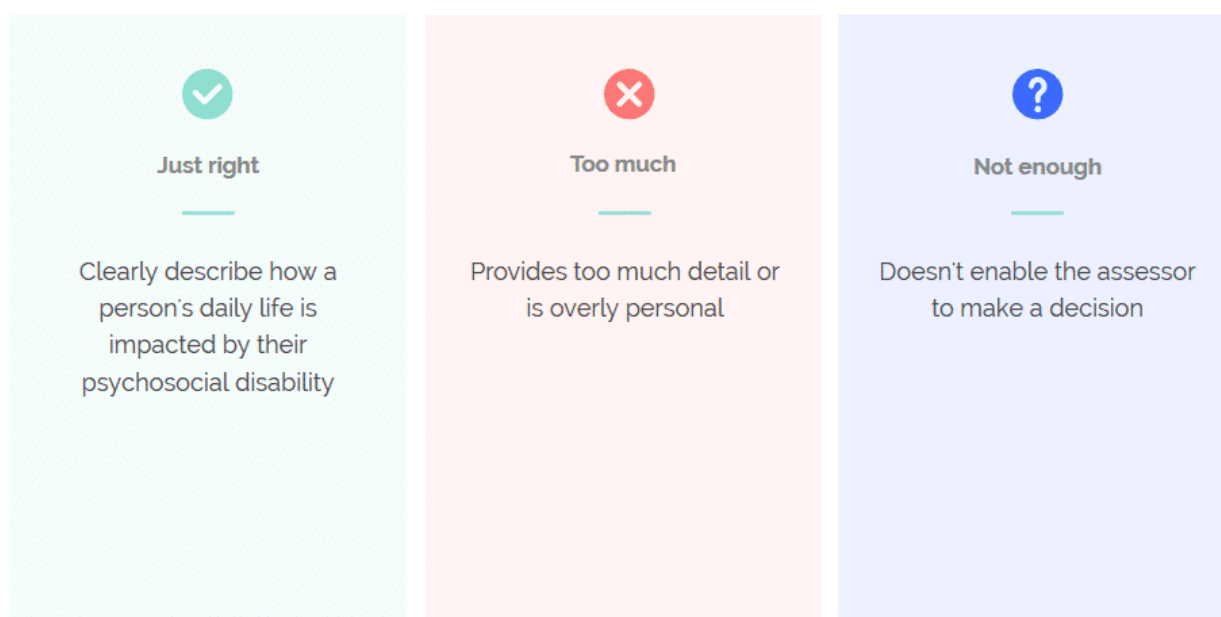 Just right
Clearly describe how a
person's daily life is
impacted by their
psychosocial disability
Too much
Provides too much detail or
is overly personal
Not enough
Doesn't enable the assessor
to make a decision